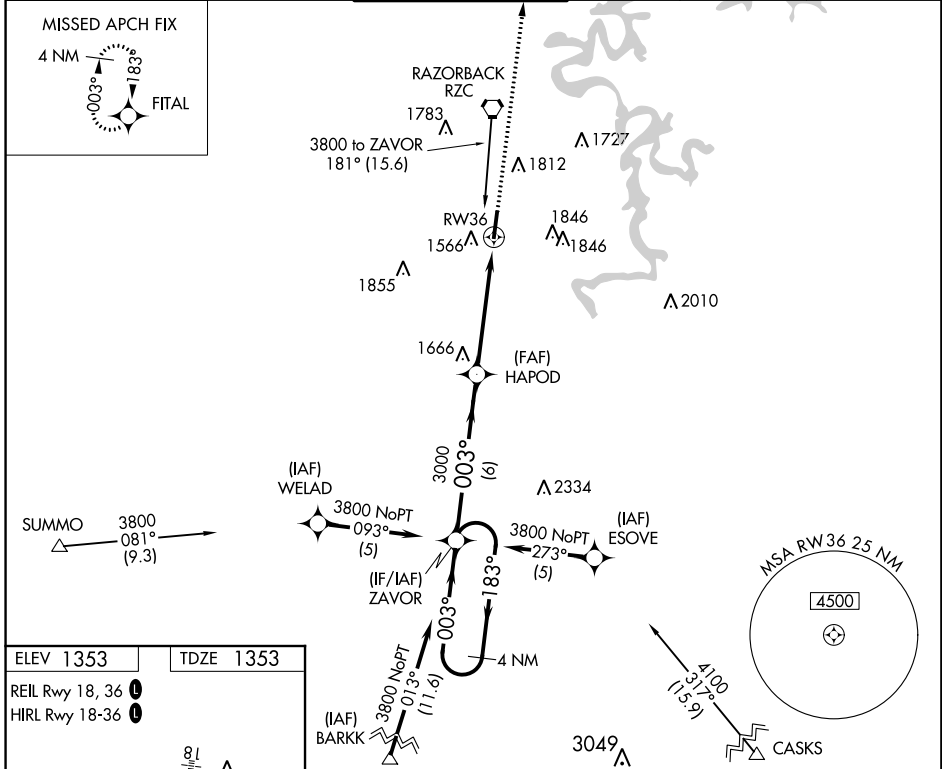 MISSED APCH FIX
4 NM
003°
183°
FITAL
RAZORBACK
RZC
1783
3800 to ZAVOR
181° (15.6)
1727
1812
RW36
1566
1846
1846
1855
2010
1666
(FAF)
HAPOD
3000
003°
(6)
2334
(IAF)
WELAD
3800 NoPT
093°
(5)
SUMMO
3800
081°
(9.3)
3800 NoPT
273°
(5)
(IAF)
ESOVE
(IF/IAF)
ZAVOR
003°
183°
4 NM
MSA RW36 25 NM
4500
3800 NoPT
013°
(11.6)
(IAF)
BARKK
4100
317°
(15.9)
CASKS
3049
ELEV 1353
TDZE 1353
REIL Rwy 18, 36 L
HIRL Rwy 18-36 L
18